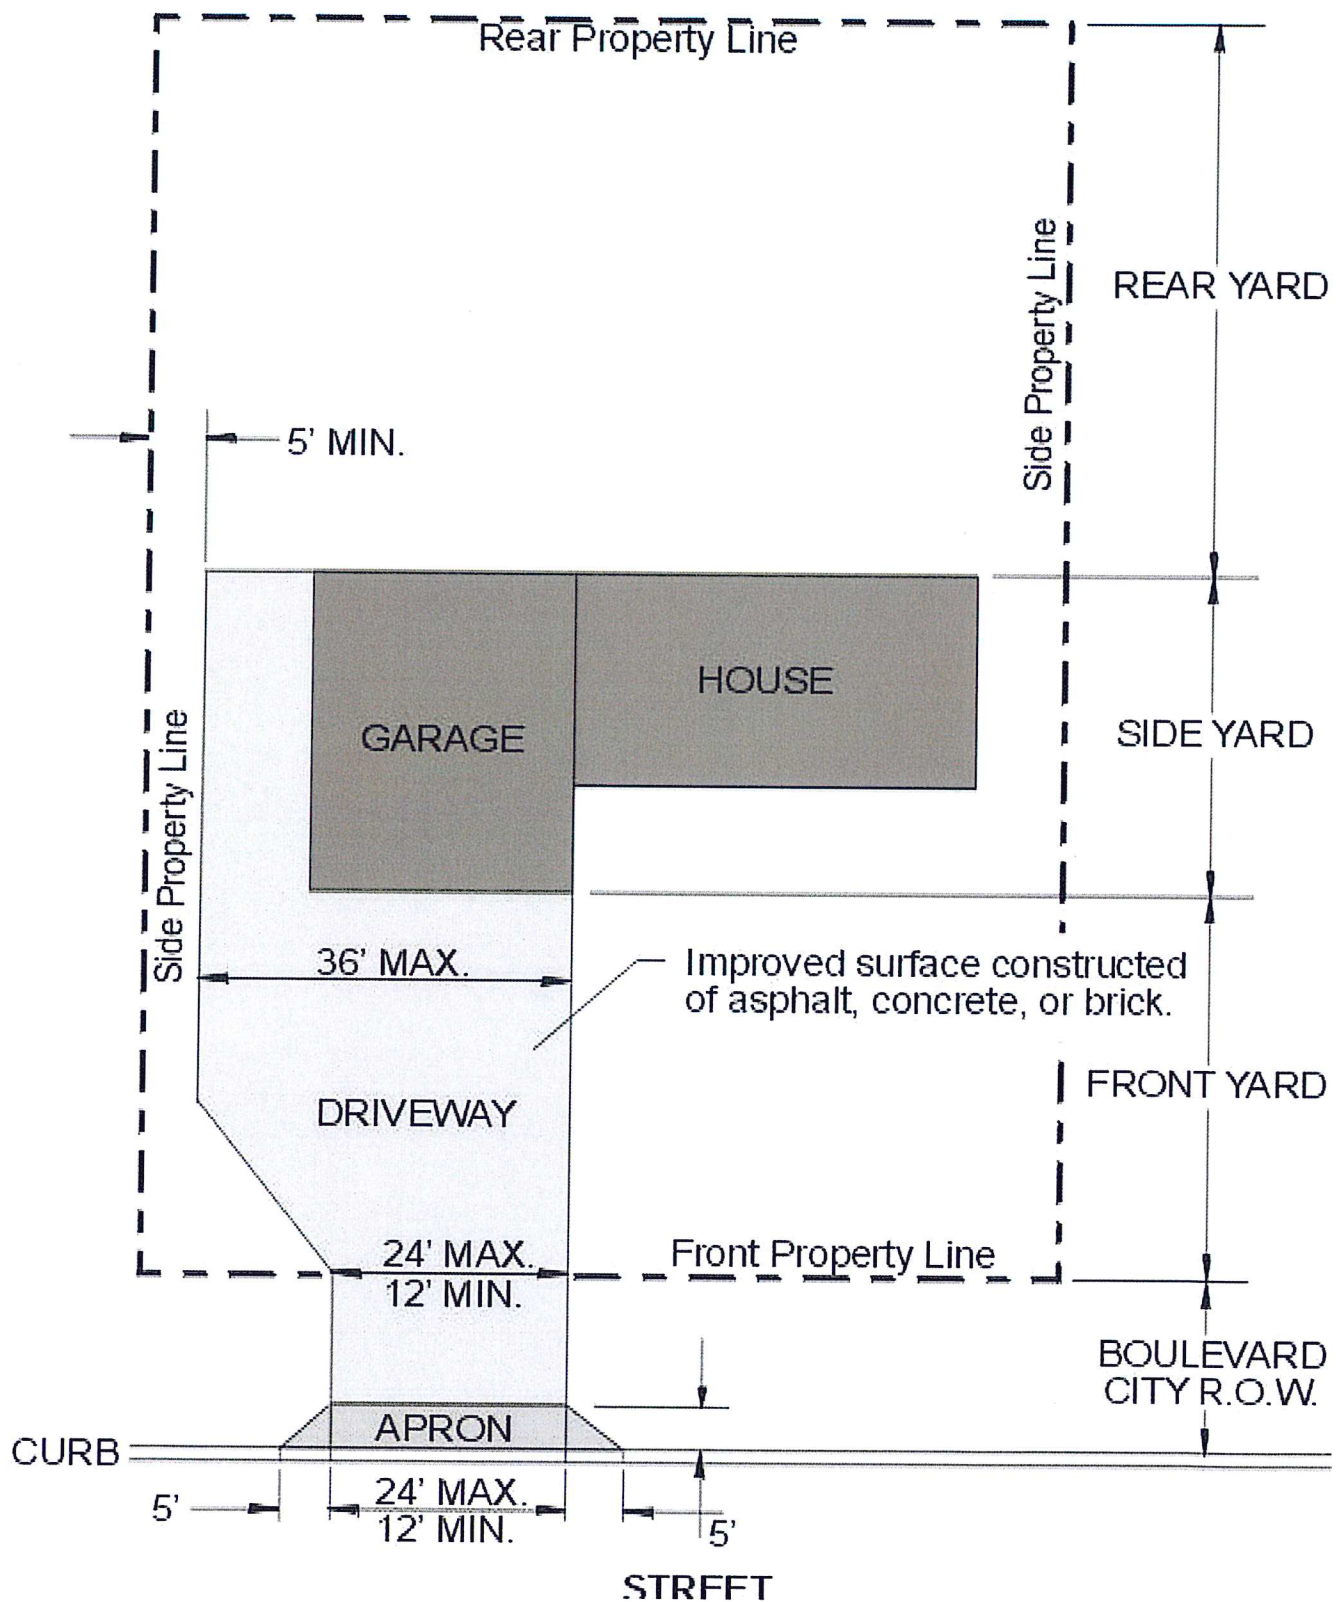 Rear Property Line
Side Property Line
REAR YARD
5' MIN.
HOUSE
GARAGE
SIDE YARD
Side Property Line
36' MAX.
Improved surface constructed
of asphalt, concrete, or brick.
DRIVEWAY
FRONT YARD
24' MAX.
12' MIN.
Front Property Line
BOULEVARD
CITY R.O.W.
APRON
CURB
5'
24' MAX.
12' MIN.
5'
STREET